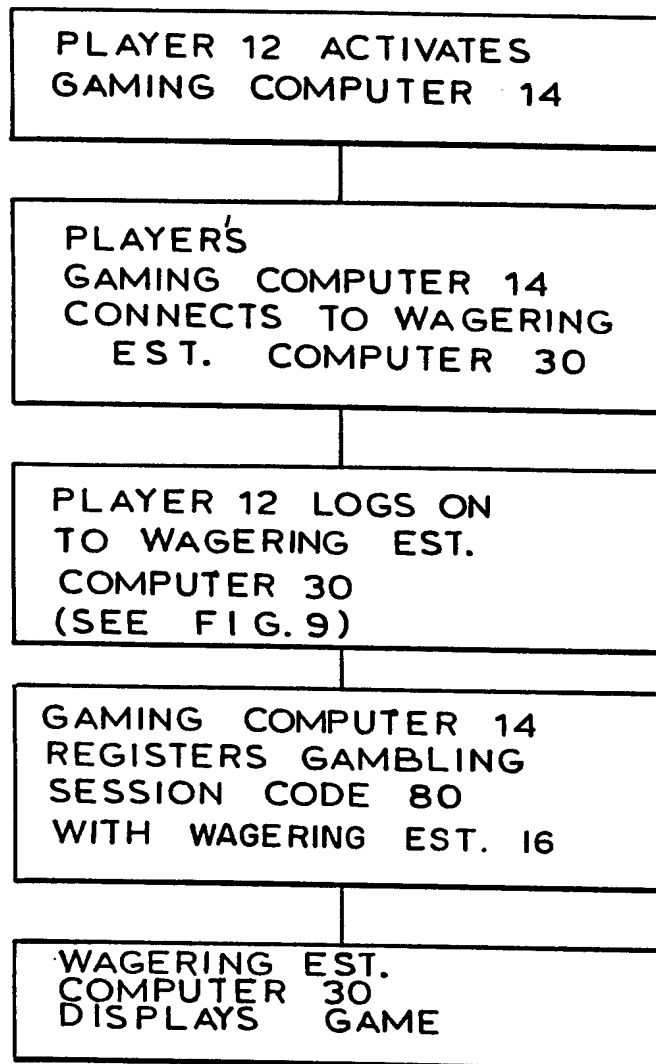 PLAYER 12 ACTIVATES
GAMING COMPUTER 14
PLAYER'S
GAMING COMPUTER 14
CONNECTS TO WAGERING
EST. COMPUTER 30
PLAYER 12 LOGS ON
TO WAGERING EST.
COMPUTER 30
(SEE FIG. 9)
GAMING COMPUTER 14
REGISTERS GAMBLING
SESSION CODE 80
WITH WAGERING EST. 16
WAGERING EST.
COMPUTER 30
DISPLAYS GAME